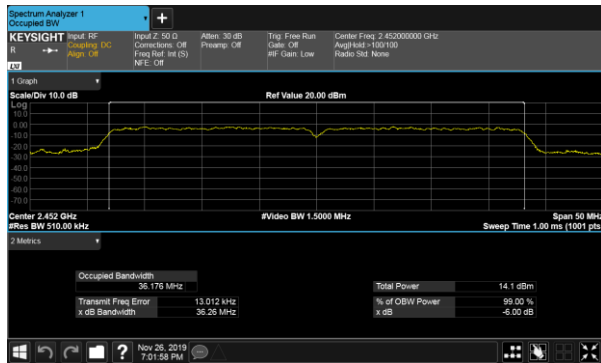 Spectrum Analyzer 1
Occupied BW
KEYSIGHT
R
LXI
Input: RF
Coupling: DC
Align: Off
Input Z: 50 Ω
Corrections: Off
Freq Ref: Int (S)
NFE: Off
Atten: 30 dB
Preamp: Off
Trig: Free Run
Gate: Off
#IF Gain: Low
Center Freq: 2.452000000 GHz
Avg|Hold:>100/100
Radio Std: None
1 Graph
Scale/Div 10.0 dB
Ref Value 20.00 dBm
Log
10.0
0.00
-10.0
-20.0
-30.0
-40.0
-50.0
-60.0
-70.0
Center 2.452 GHz
#Video BW 1.5000 MHz
Span 50 MHz
#Res BW 510.00 kHz
Sweep Time 1.00 ms (1001 pts
2 Metrics
Occupied Bandwidth
36.176 MHz
Total Power 14.1 dBm
Transmit Freq Error 13.012 kHz
% of OBW Power 99.00 %
x dB Bandwidth 36.26 MHz
x dB -6.00 dB
?
Nov 26, 2019
7:01:58 PM